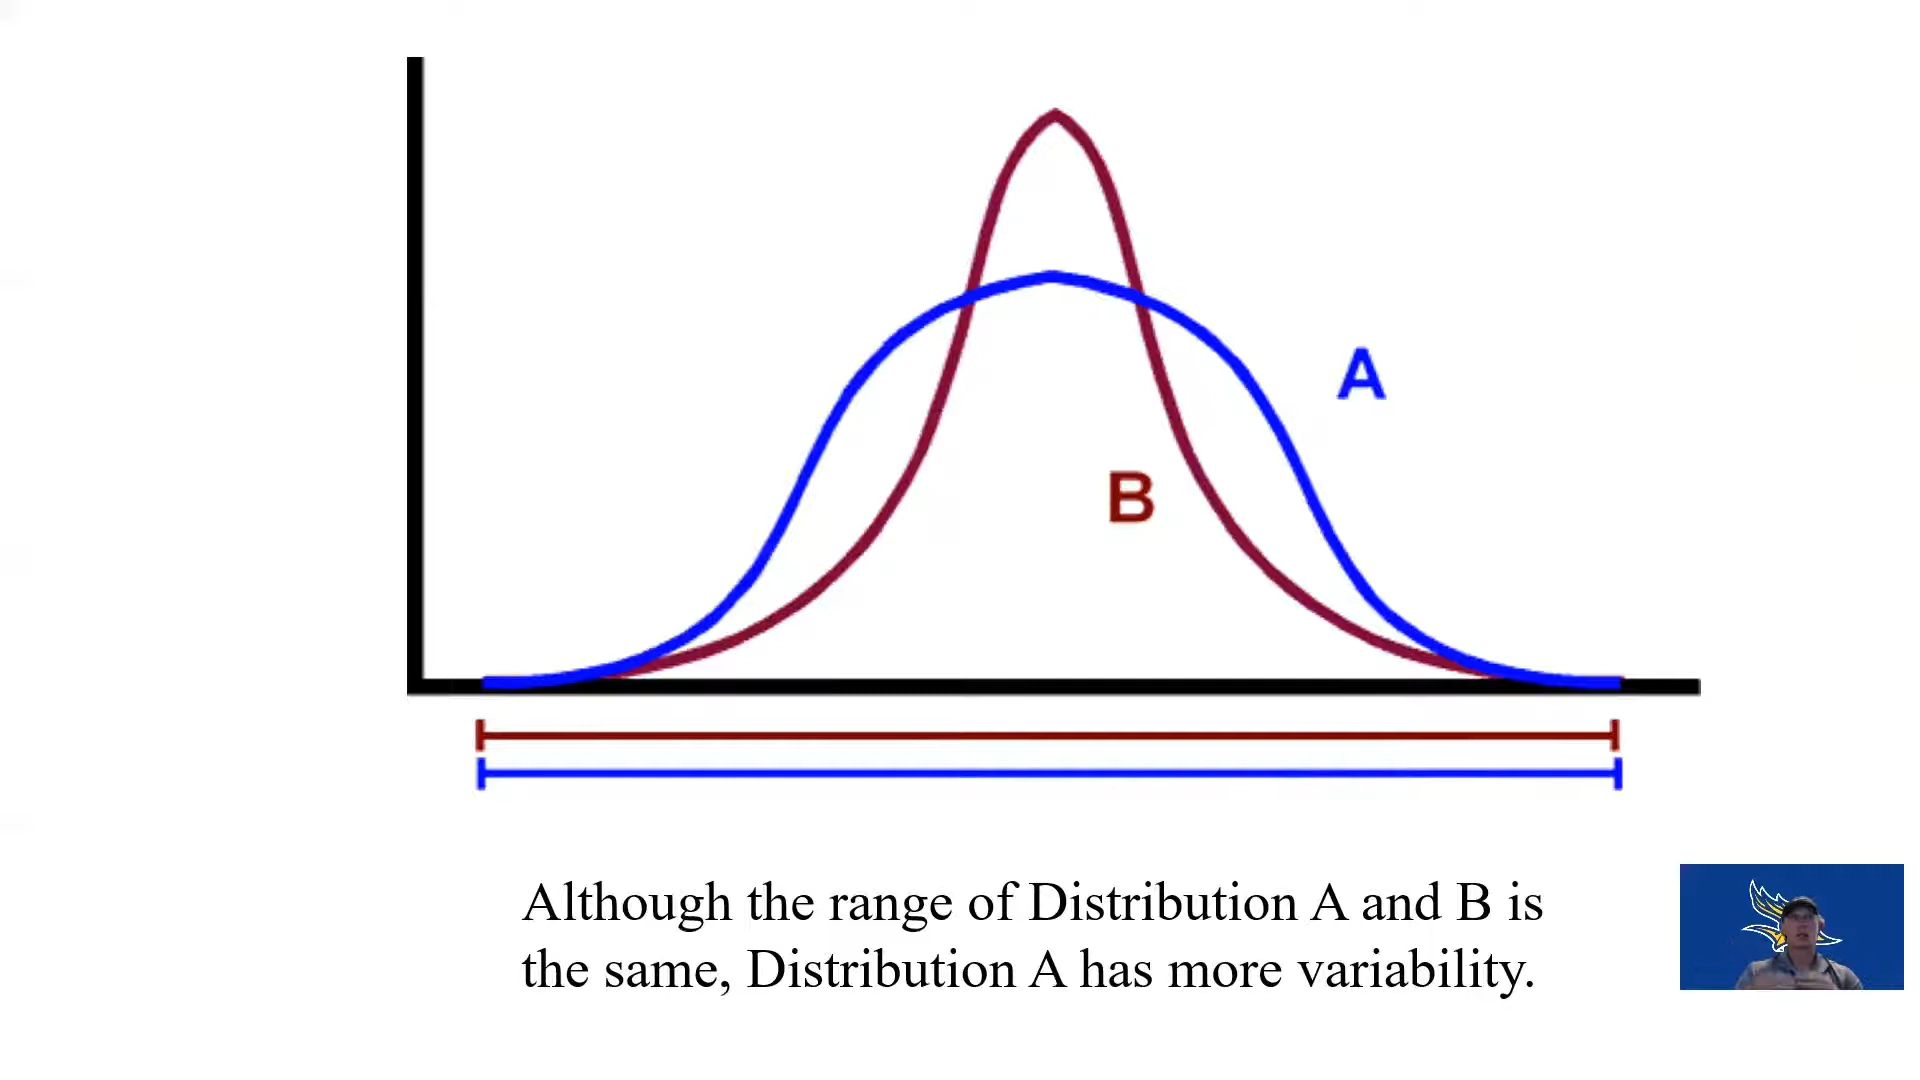 A
B
Although the range of Distribution A and B is
the same, Distribution A has more variability.